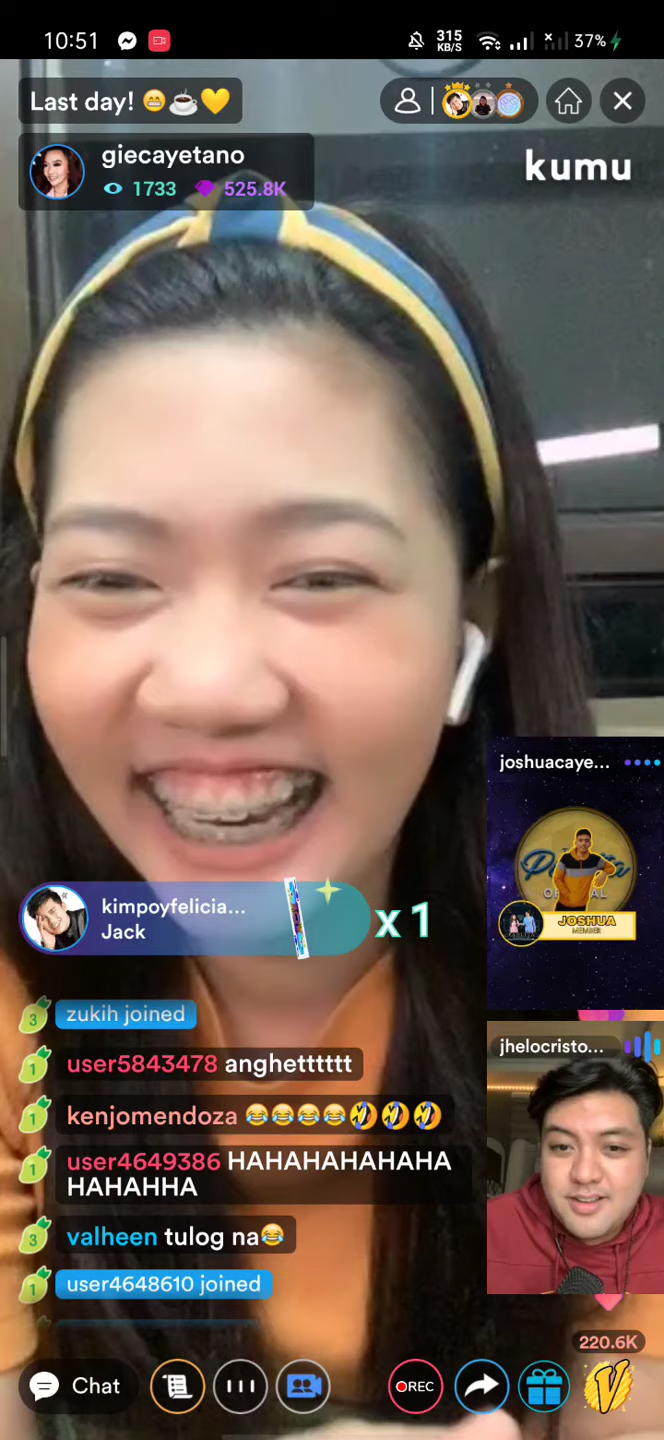 10:51
315
KB/S
37%
Last day! 😁☕💛
giecayetano
1733
525.8K
kumu
joshuacaye...
JOSHUA
MEMBER
kimpoyfelicia...
Jack
x 1
3
zukih joined
1
user5843478 anghetttttt
1
kenjomendoza 😂😂😂😂🤣🤣🤣
1
user4649386 HAHAHAHAHAHA
HAHAHHA
3
valheen tulog na😂
1
user4648610 joined
jhelocristo...
220.6K
Chat
REC
V